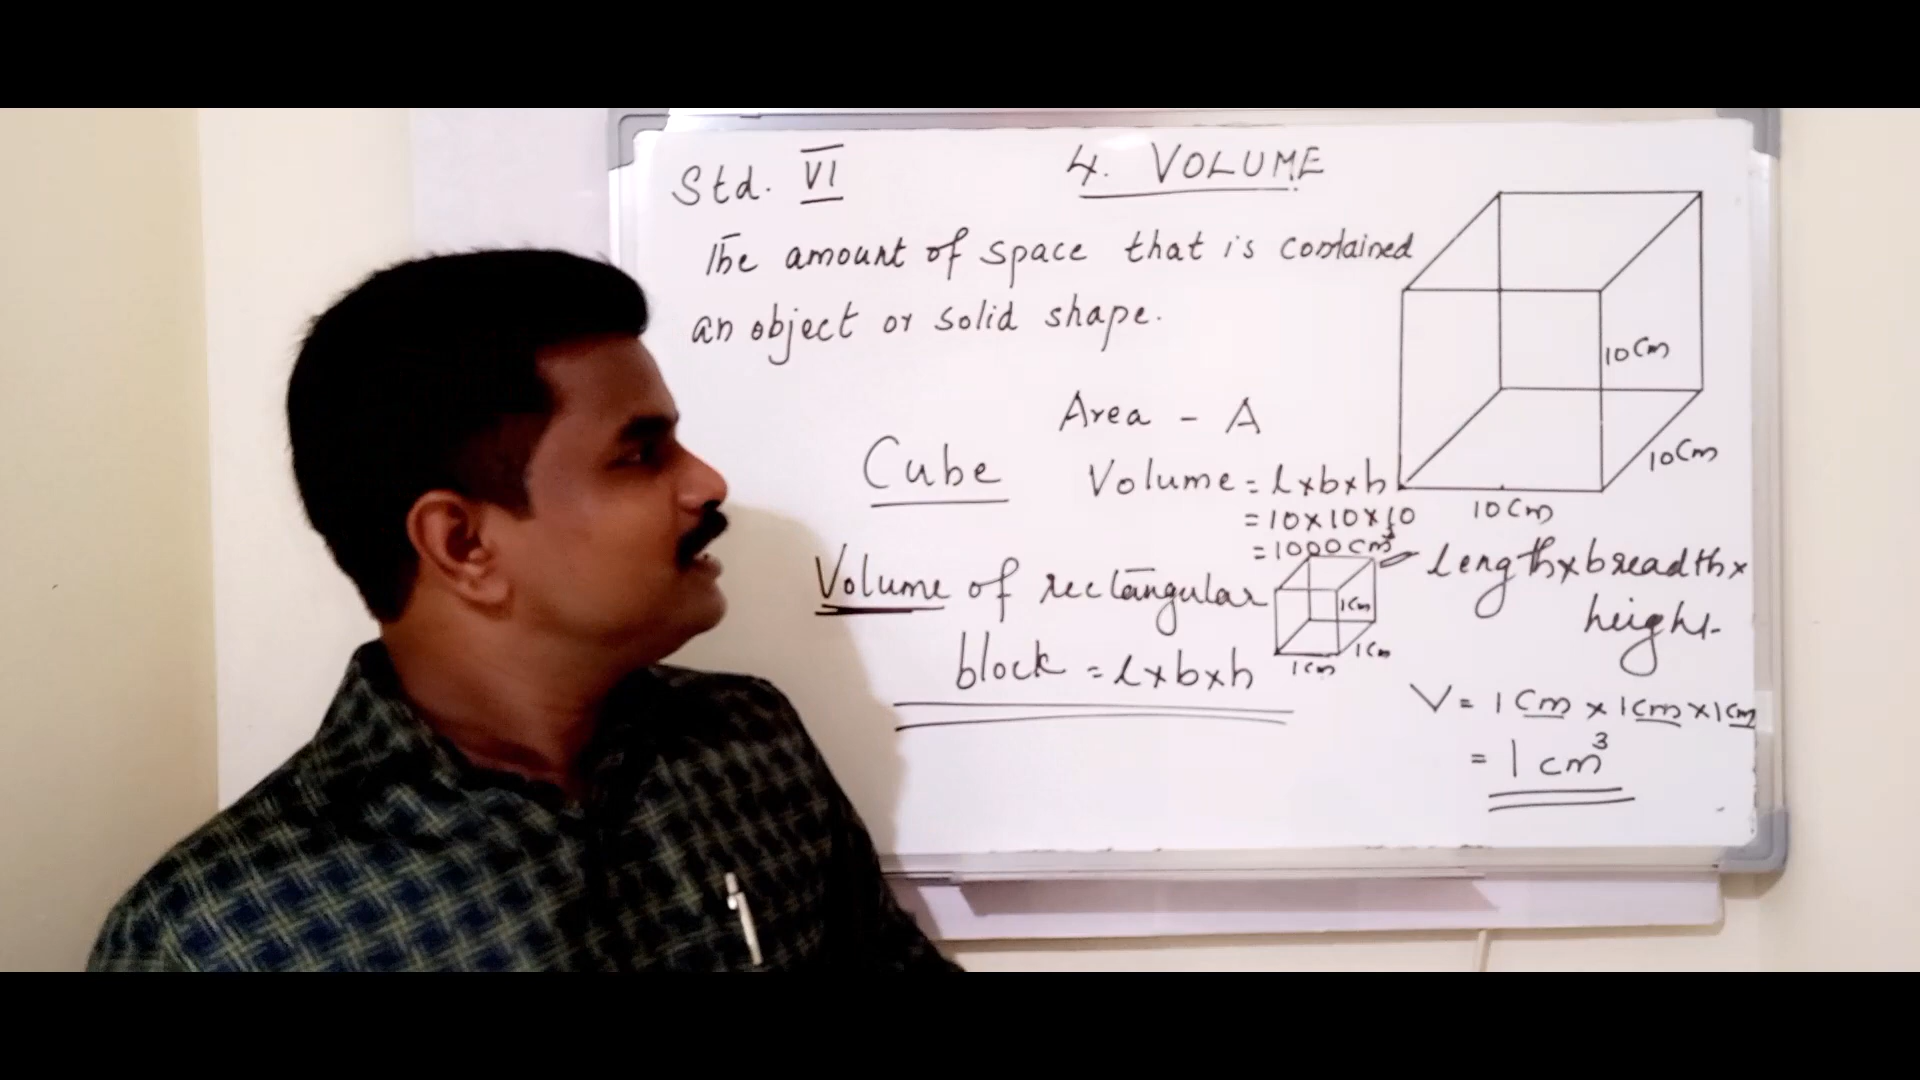 Std. VI
4. VOLUME
The amount of space that is contained
an object or solid shape.
10cm
10cm
10cm
Area - A
Cube
Volume = l×b×h
= 10×10×10
= 1000cm³
Volume of rectangular
block = l×b×h
1cm
1cm
1cm
length×breadth×
height.
V = 1cm × 1cm × 1cm
= 1 cm³